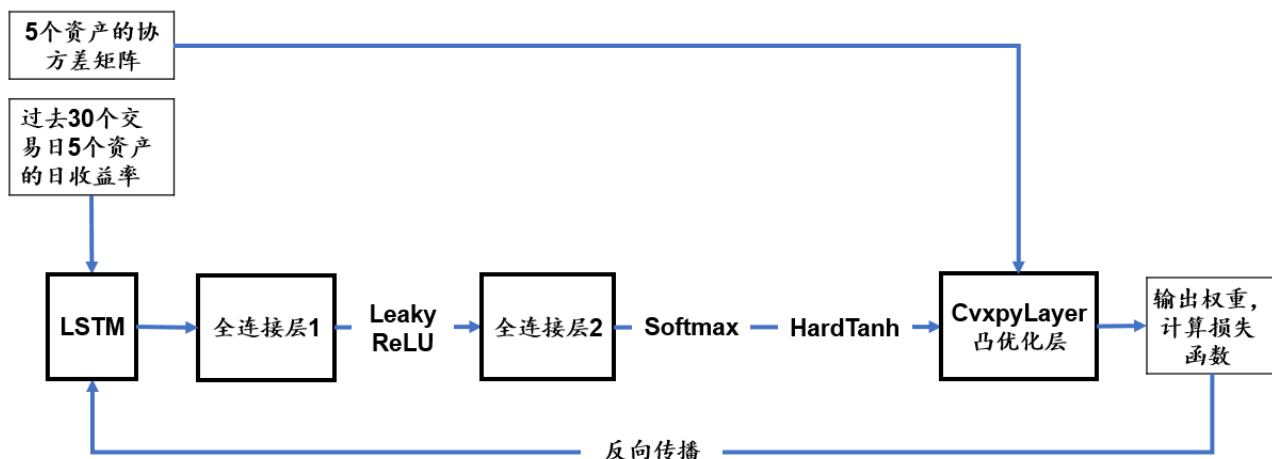 5个资产的协
方差矩阵
过去30个交
易日5个资产
的日收益率
LSTM
全连接层1
Leaky
ReLU
全连接层2
Softmax
HardTanh
CvxpyLayer
凸优化层
输出权重，
计算损失
函数
反向传播